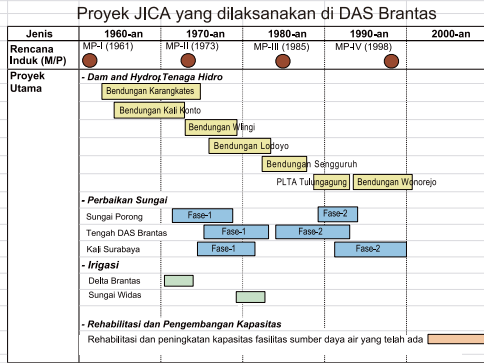 Proyek JICA yang dilaksanakan di DAS Brantas
Jenis 1960-an 1970-an 1980-an 1990-an 2000-an
Rencana Induk (M/P) MP-I (1961) MP-II (1973) MP-III (1985) MP-IV (1998)
Proyek Utama
- Dam and Hydro; Tenaga Hidro
Bendungan Karangkates
Bendungan Kali Konto
Bendungan Wlingi
Bendungan Lodoyo
Bendungan Sengguruh
PLTA Tulungagung Bendungan Wonorejo
- Perbaikan Sungai
Sungai Porong Fase-1 Fase-2
Tengah DAS Brantas Fase-1 Fase-2
Kali Surabaya Fase-1 Fase-2
- Irigasi
Delta Brantas
Sungai Widas
- Rehabilitasi dan Pengembangan Kapasitas
Rehabilitasi dan peningkatan kapasitas fasilitas sumber daya air yang telah ada